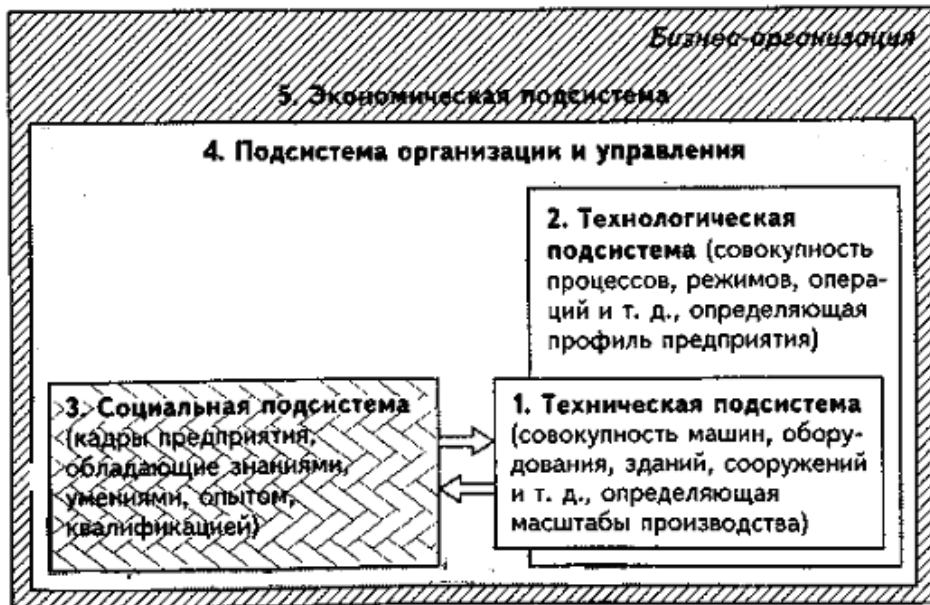 Бизнес-организация
5. Экономическая подсистема
4. Подсистема организации и управления
2. Технологическая
подсистема (совокупность
процессов, режимов, опера-
ций и т. д., определяющая
профиль предприятия)
3. Социальная подсистема
(кадры предприятия,
обладающие знаниями,
умениями, опытом,
квалификацией)
1. Техническая подсистема
(совокупность машин, обору-
дования, зданий, сооружений
и т. д., определяющая
масштабы производства)